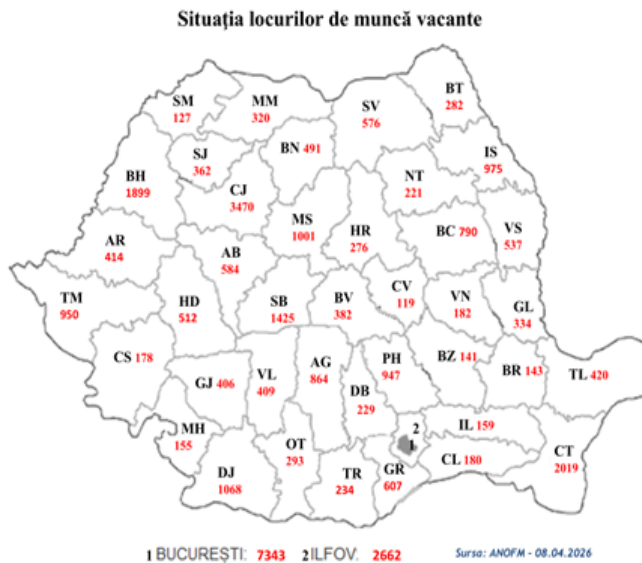 Situația locurilor de muncă vacante
BT
282
SM
127
MM
320
SV
576
BN 491
IS
975
SJ
362
NT
221
BH
1899
CJ
3470
MS
1001
HR
276
BC 790
VS
537
AR
414
AB
584
TM
950
HD
512
SB
1425
BV
382
CV
119
VN
182
GL
334
CS 178
GJ 406
VL
409
AG
864
PH
947
DB
229
BZ 141
BR 143
TL 420
MH
155
OT
293
2
1
IL 159
DJ
1068
TR
234
GR
607
CL 180
CT
2019
1 BUCUREȘTI: 7343 2 ILFOV. 2662
Sursa: ANOFM - 08.04.2026